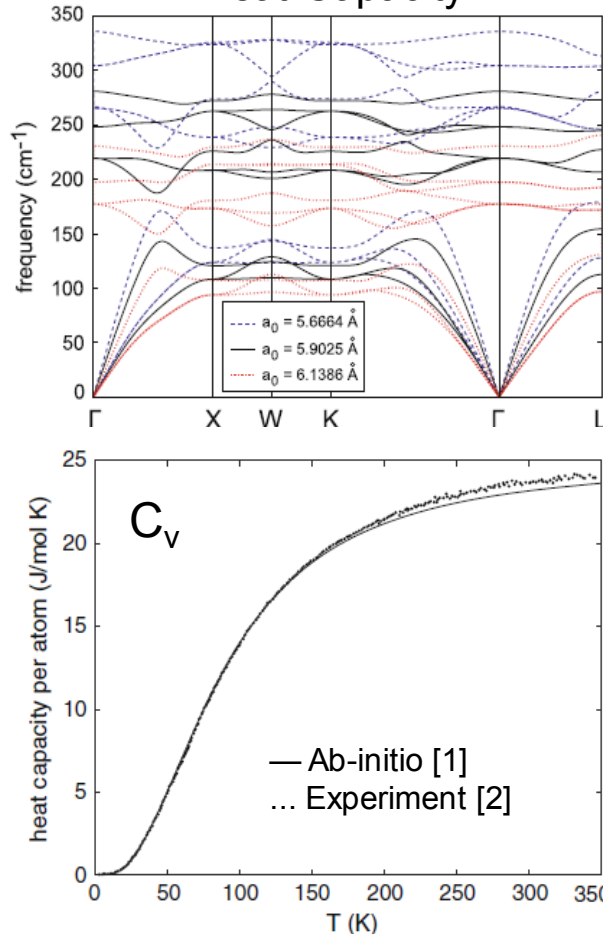 350
300
250
200
150
100
50
0
frequency (cm⁻¹)
a₀ = 5.6664 Å
a₀ = 5.9025 Å
a₀ = 6.1386 Å
Γ X W K Γ L
25
20
15
10
5
0
heat capacity per atom (J/mol K)
Cᵥ
— Ab-initio [1]
... Experiment [2]
0 50 100 150 200 250 300 350
T (K)